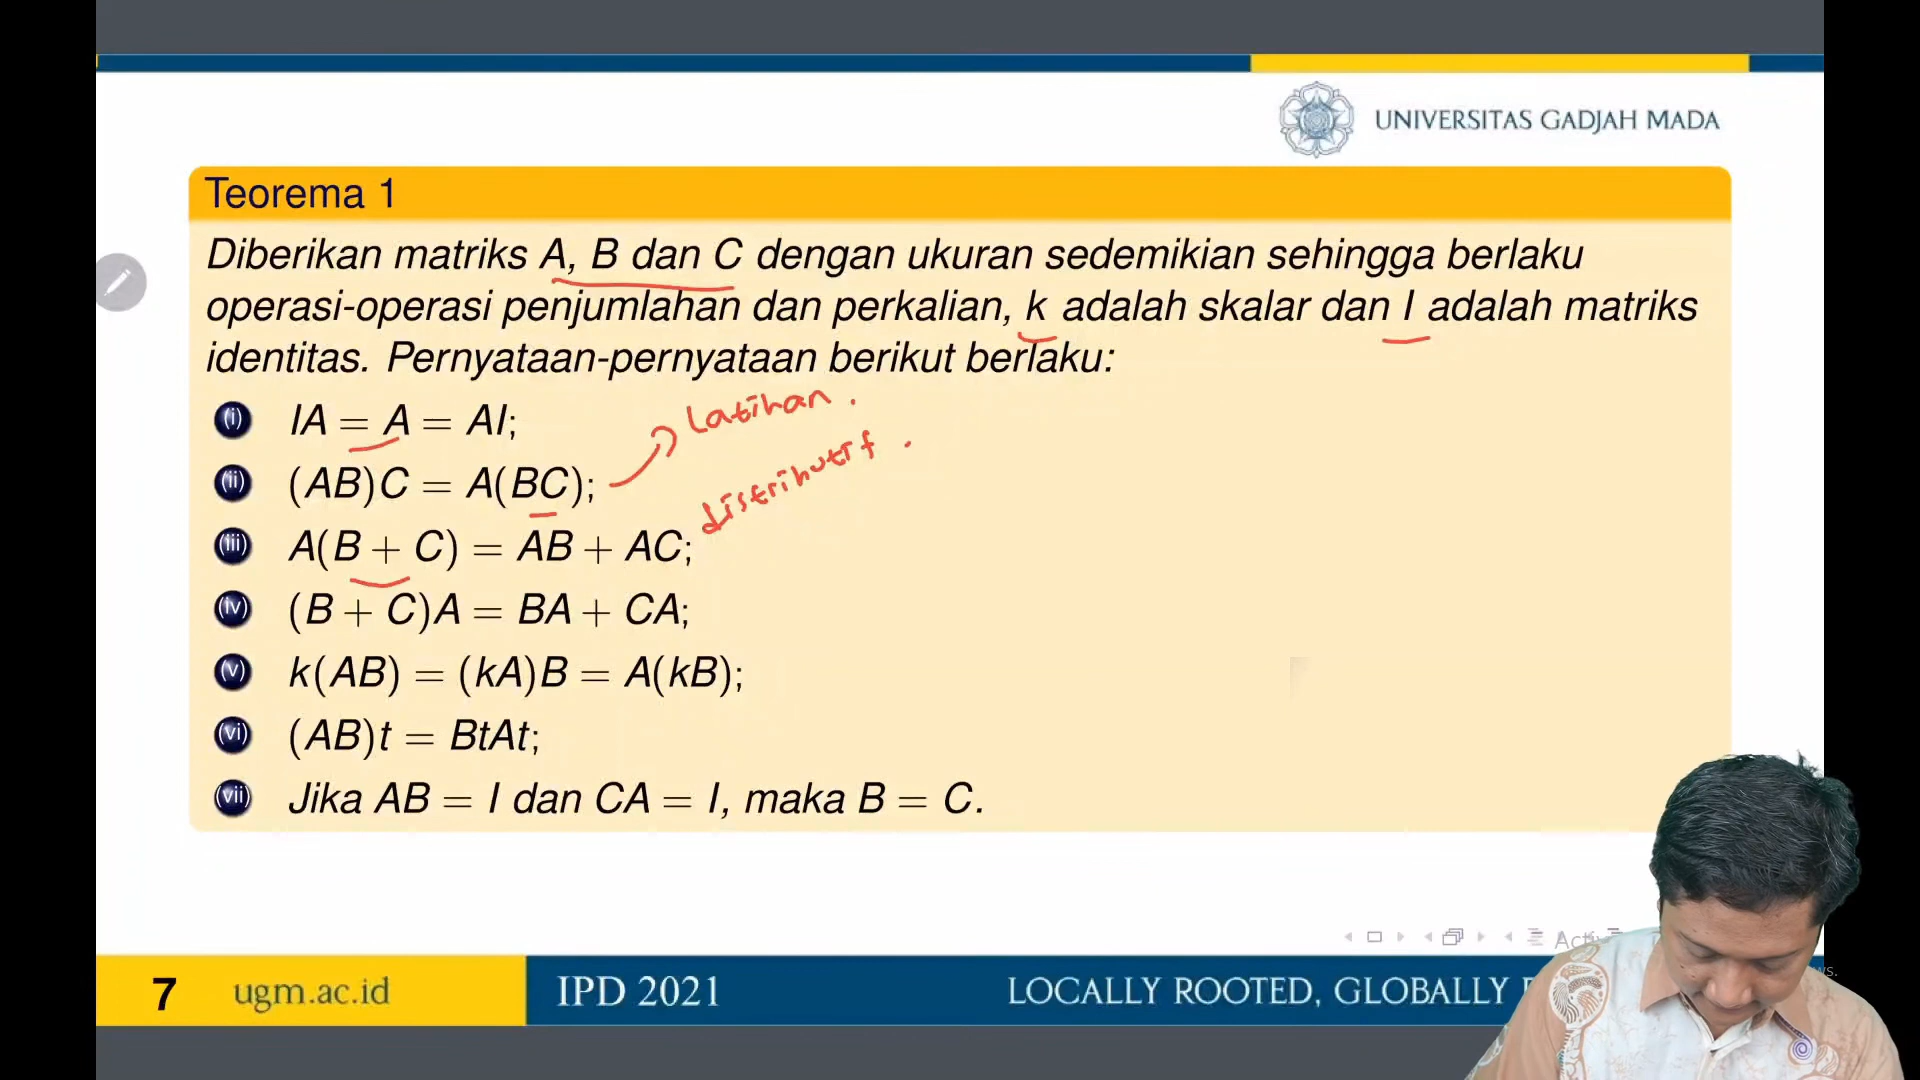 UNIVERSITAS GADJAH MADA
Teorema 1
Diberikan matriks A, B dan C dengan ukuran sedemikian sehingga berlaku
operasi-operasi penjumlahan dan perkalian, k adalah skalar dan I adalah matriks
identitas. Pernyataan-pernyataan berikut berlaku:
(i) IA = A = AI;
Latihan.
(ii) (AB)C = A(BC);
distributif.
(iii) A(B + C) = AB + AC;
(iv) (B + C)A = BA + CA;
(v) k(AB) = (kA)B = A(kB);
(vi) (AB)t = BtAt;
(vii) Jika AB = I dan CA = I, maka B = C.
7 ugm.ac.id IPD 2021 LOCALLY ROOTED, GLOBALLY